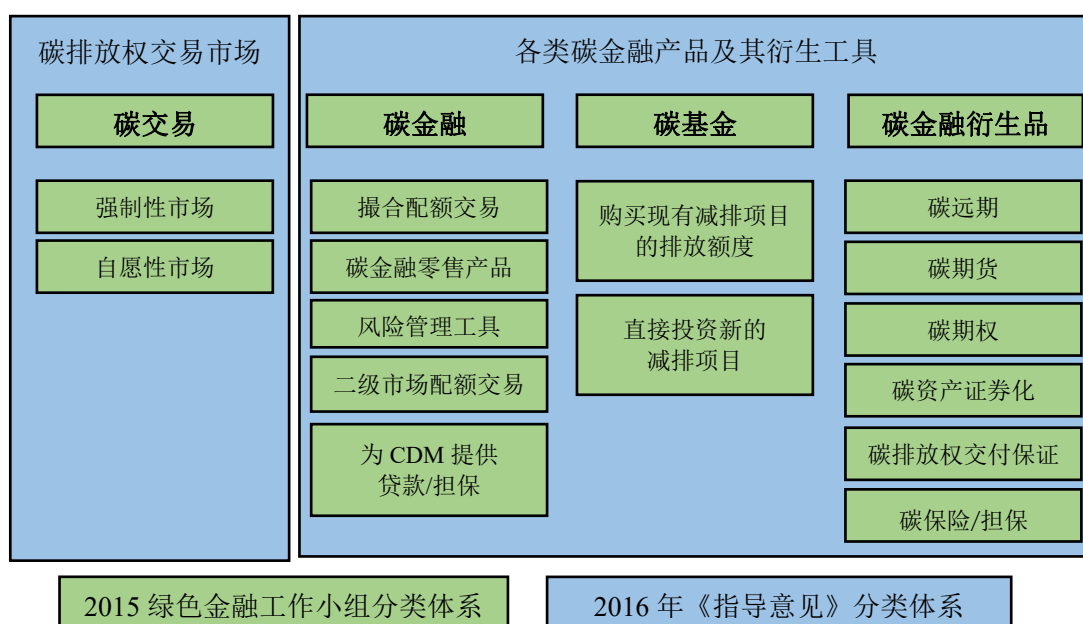 碳排放权交易市场
碳交易
强制性市场
自愿性市场
各类碳金融产品及其衍生工具
碳金融
撮合配额交易
碳金融零售产品
风险管理工具
二级市场配额交易
为 CDM 提供
贷款/担保
碳基金
购买现有减排项目
的排放额度
直接投资新的
减排项目
碳金融衍生品
碳远期
碳期货
碳期权
碳资产证券化
碳排放权交付保证
碳保险/担保
2015 绿色金融工作小组分类体系
2016 年《指导意见》分类体系